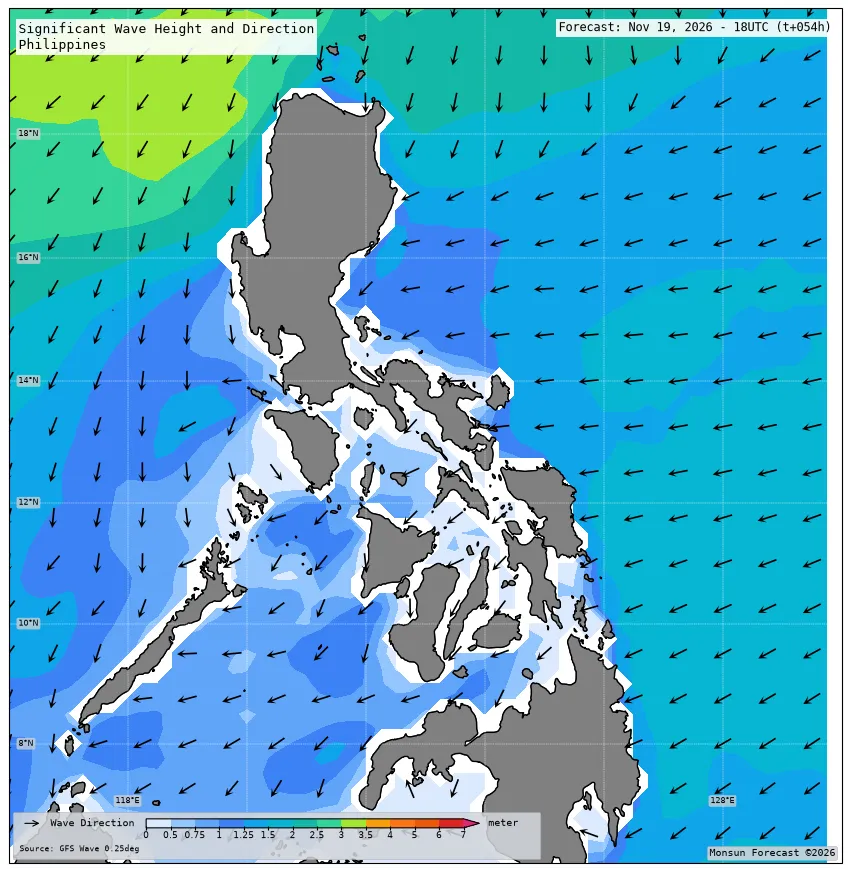 Significant Wave Height and Direction
Philippines
Forecast: Nov 19, 2026 - 18UTC (t+054h)
18°N
16°N
14°N
12°N
10°N
8°N
118°E
128°E
Wave Direction
meter
0 0.5 0.75 1 1.25 1.5 2 2.5 3 3.5 4 5 6 7
Source: GFS Wave 0.25deg
Monsun Forecast ©2026